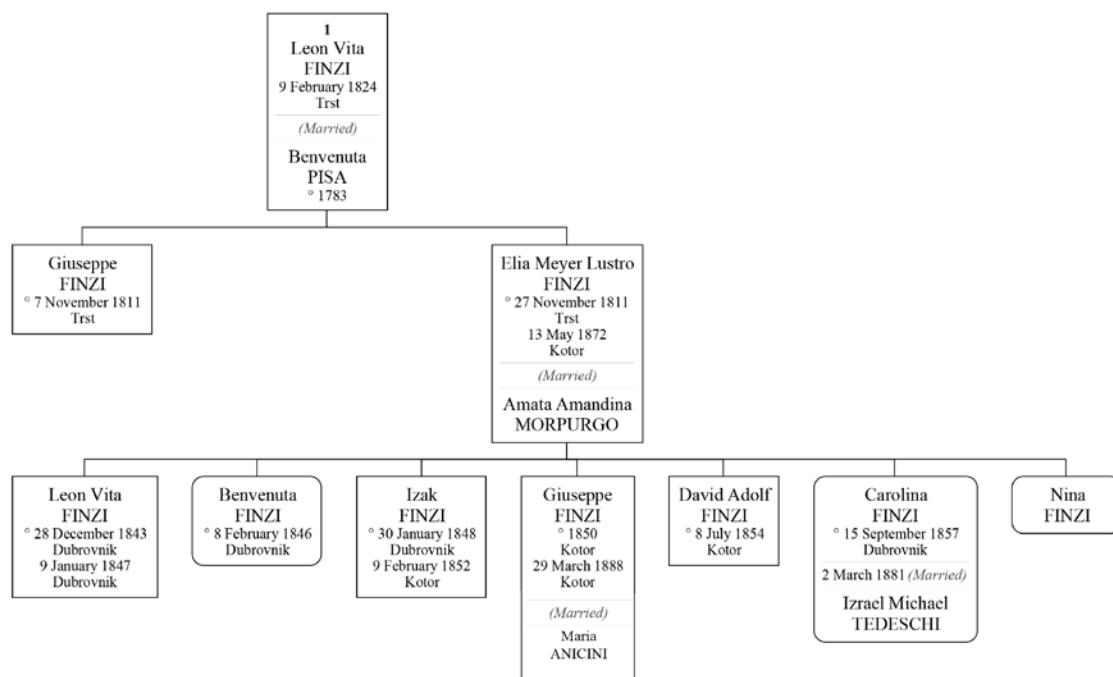 1
Leon Vita
FINZI
9 February 1824
Trst
(Married)
Benvenuta
PISA
° 1783
Giuseppe
FINZI
° 7 November 1811
Trst
Elia Meyer Lustro
FINZI
° 27 November 1811
Trst
13 May 1872
Kotor
(Married)
Amata Amandina
MORPURGO
Leon Vita
FINZI
° 28 December 1843
Dubrovnik
9 January 1847
Dubrovnik
Benvenuta
FINZI
° 8 February 1846
Dubrovnik
Izak
FINZI
° 30 January 1848
Dubrovnik
9 February 1852
Kotor
Giuseppe
FINZI
° 1850
Kotor
29 March 1888
Kotor
(Married)
Maria
ANICINI
David Adolf
FINZI
° 8 July 1854
Kotor
Carolina
FINZI
° 15 September 1857
Dubrovnik
2 March 1881 (Married)
Izrael Michael
TEDESCHI
Nina
FINZI